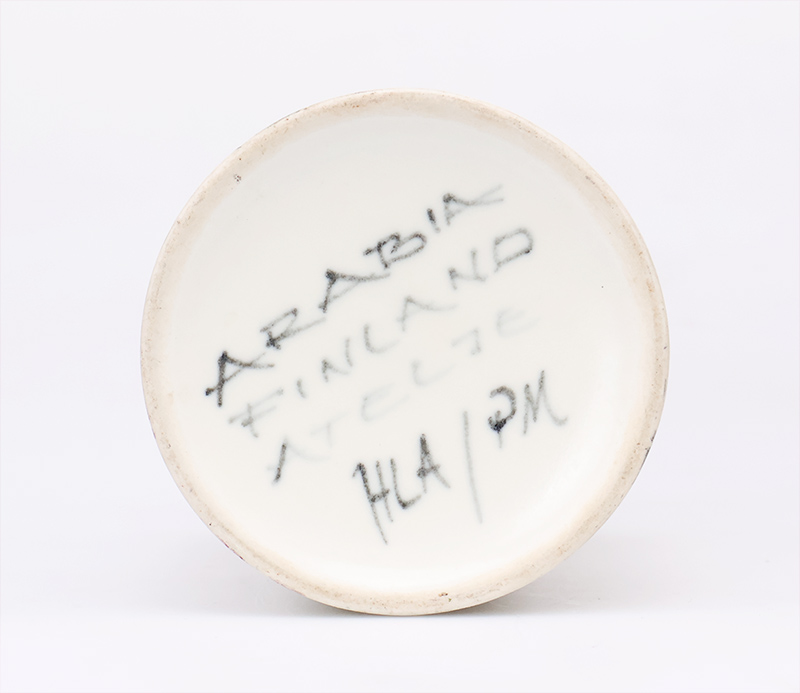 ARABIA
FINLAND
ATELJE
HLA / PM